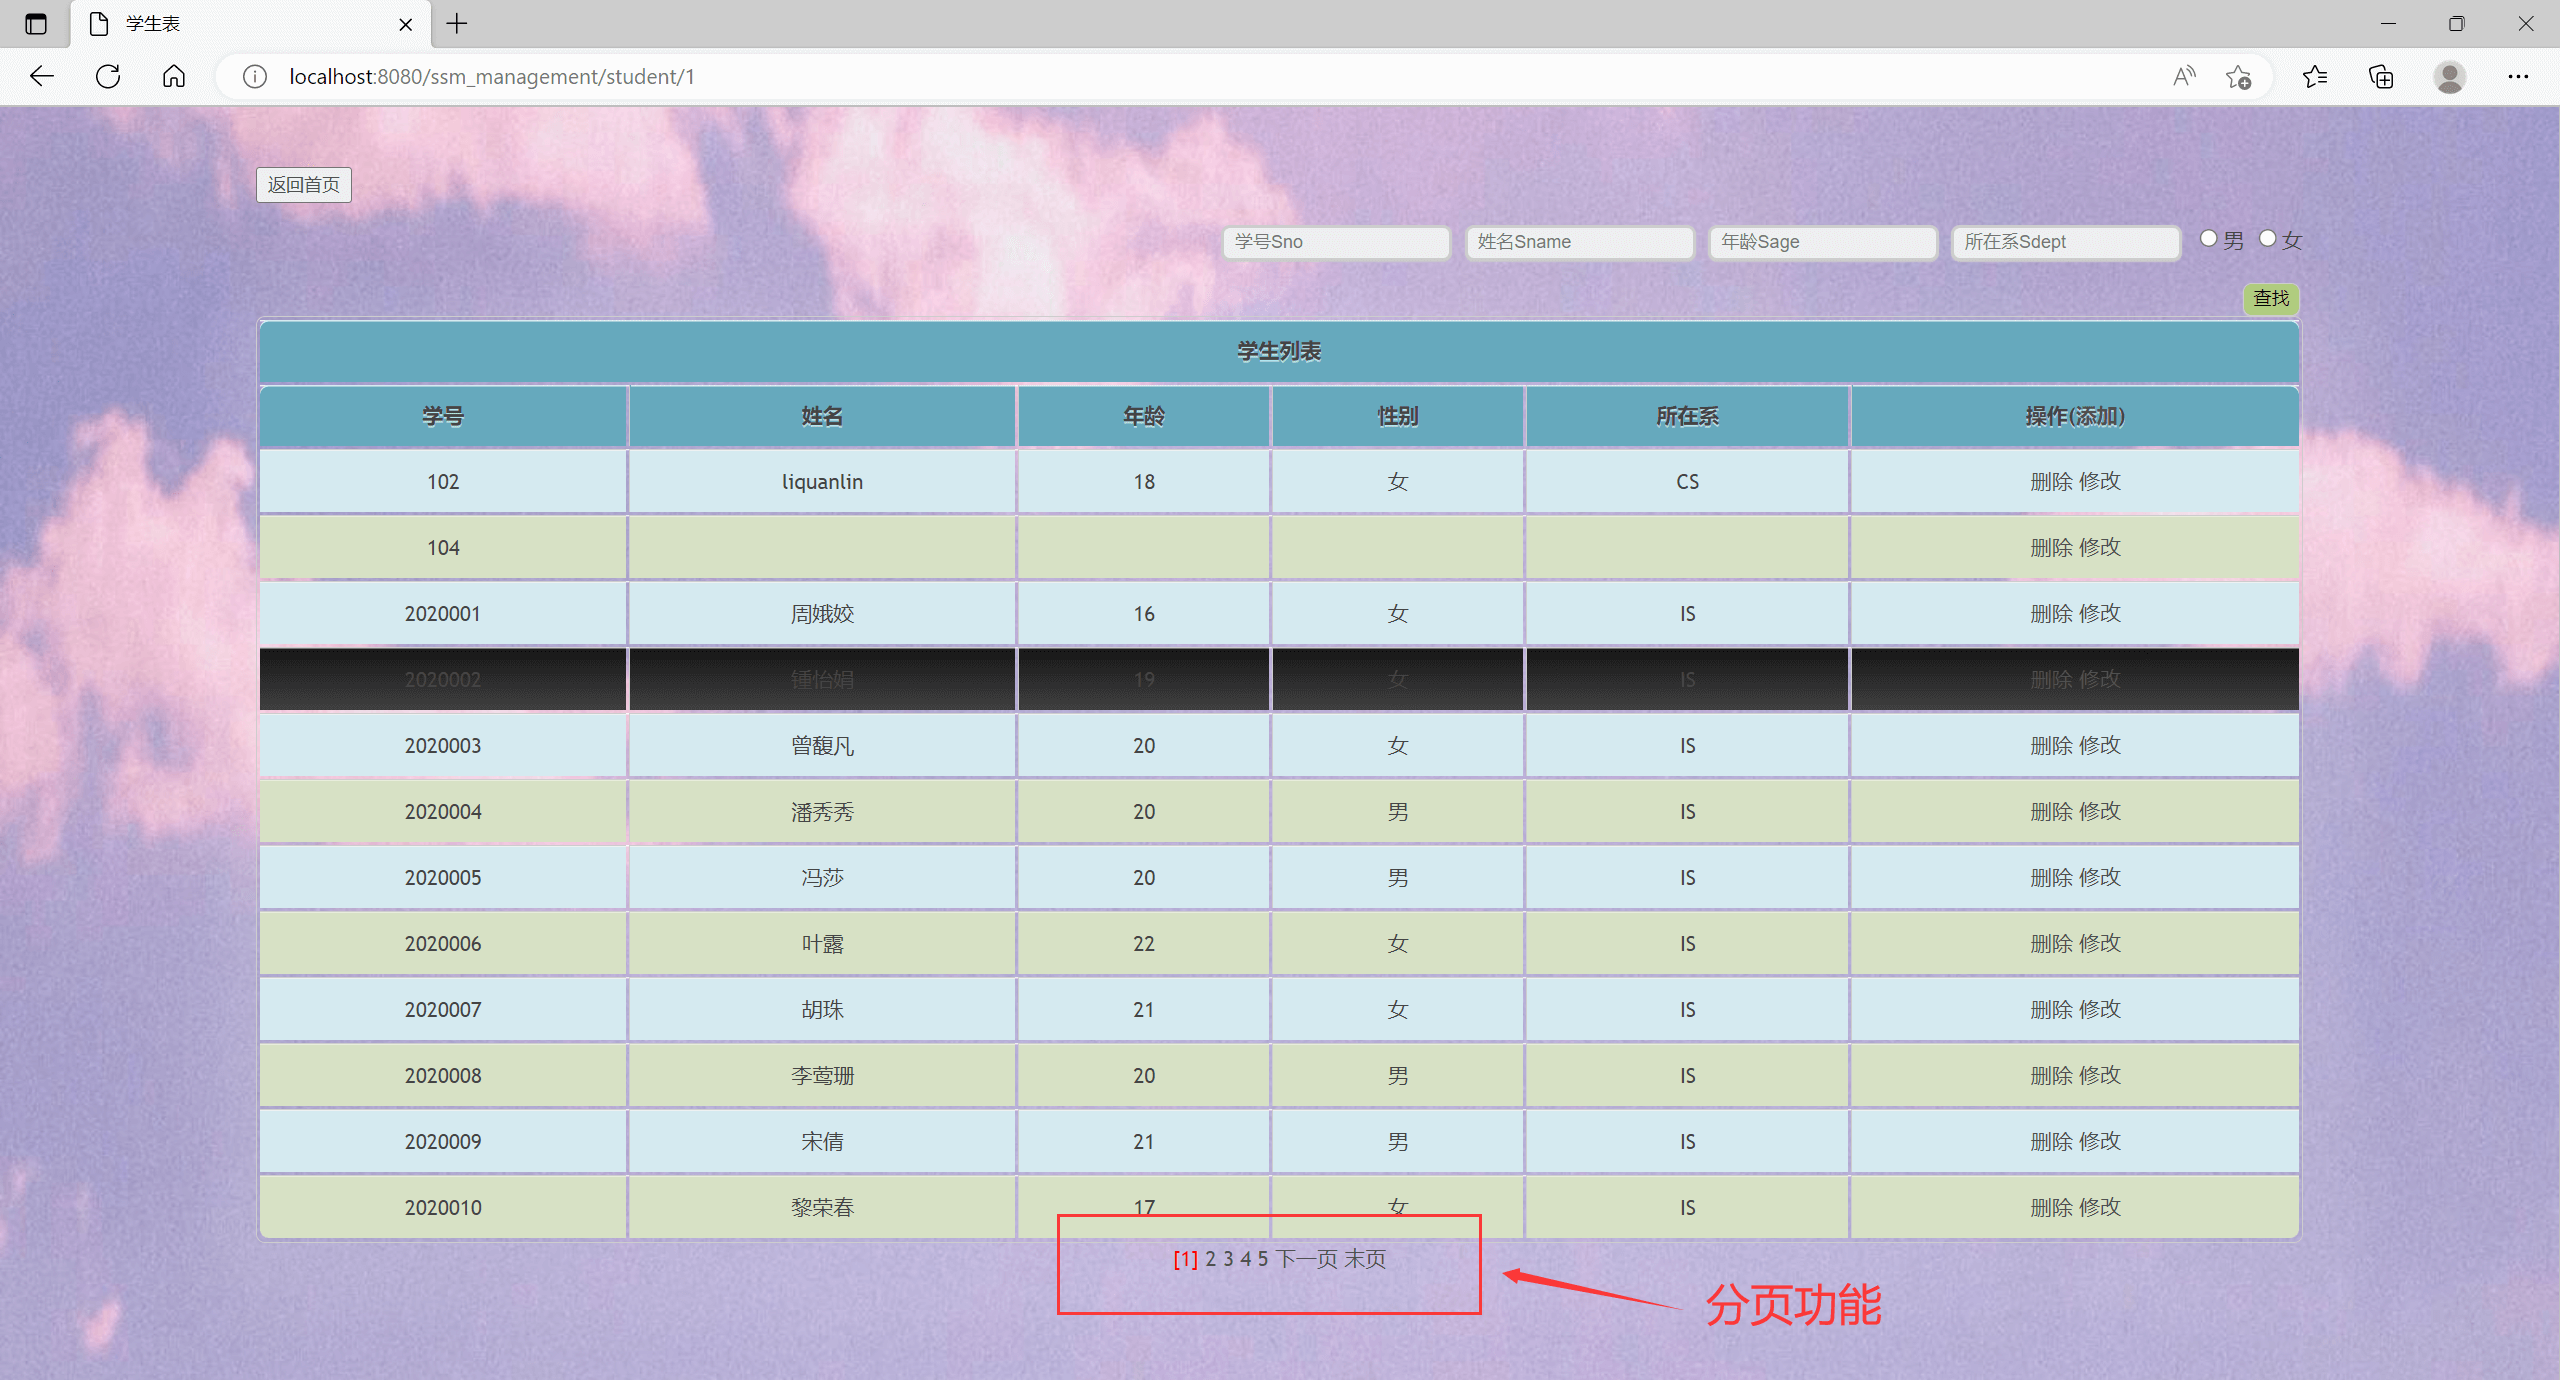 学生表
localhost:8080/ssm_management/student/1
返回首页
学号Sno 姓名Sname 年龄Sage 所在系Sdept 男 女
查找
学生列表
学号 姓名 年龄 性别 所在系 操作(添加)
102 liquanlin 18 女 CS 删除 修改
104 删除 修改
2020001 周娥姣 16 女 IS 删除 修改
2020002 锺怡娟 19 女 IS 删除 修改
2020003 曾馥凡 20 女 IS 删除 修改
2020004 潘秀秀 20 男 IS 删除 修改
2020005 冯莎 20 男 IS 删除 修改
2020006 叶露 22 女 IS 删除 修改
2020007 胡珠 21 女 IS 删除 修改
2020008 李莺珊 20 男 IS 删除 修改
2020009 宋倩 21 男 IS 删除 修改
2020010 黎荣春 17 女 IS 删除 修改
[1] 2 3 4 5 下一页 末页
分页功能